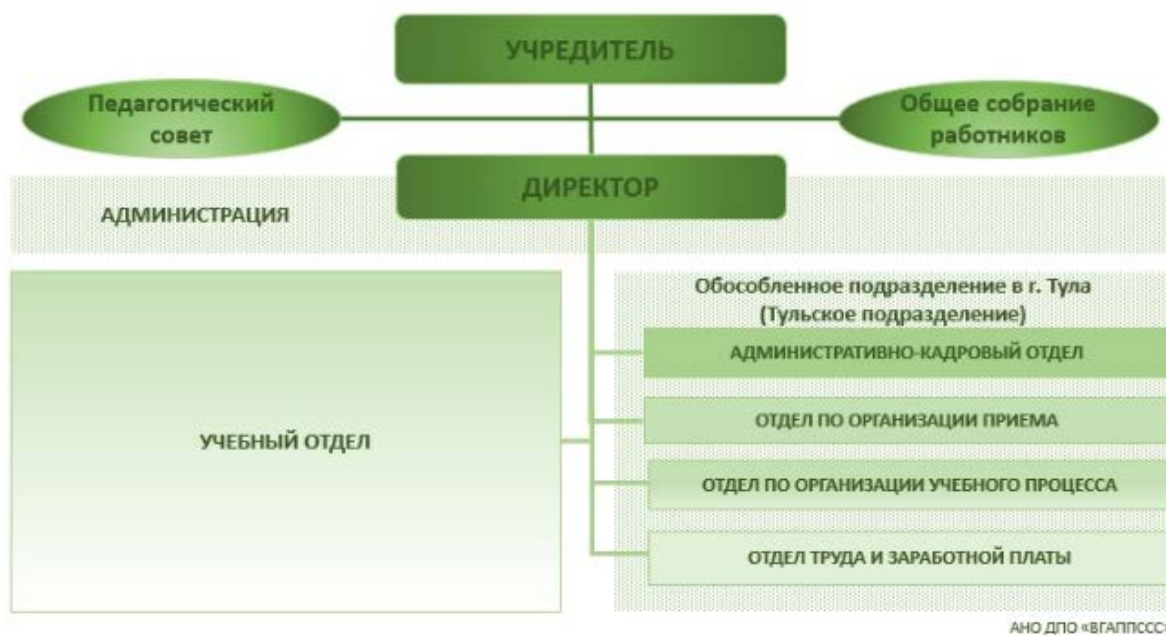 УЧРЕДИТЕЛЬ
Педагогический
совет
Общее собрание
работников
ДИРЕКТОР
АДМИНИСТРАЦИЯ
Обособленное подразделение в г. Тула
(Тульское подразделение)
АДМИНИСТРАТИВНО-КАДРОВЫЙ ОТДЕЛ
ОТДЕЛ ПО ОРГАНИЗАЦИИ ПРИЕМА
УЧЕБНЫЙ ОТДЕЛ
ОТДЕЛ ПО ОРГАНИЗАЦИИ УЧЕБНОГО ПРОЦЕССА
ОТДЕЛ ТРУДА И ЗАРАБОТНОЙ ПЛАТЫ
АНО ДПО «ВГАППССС»